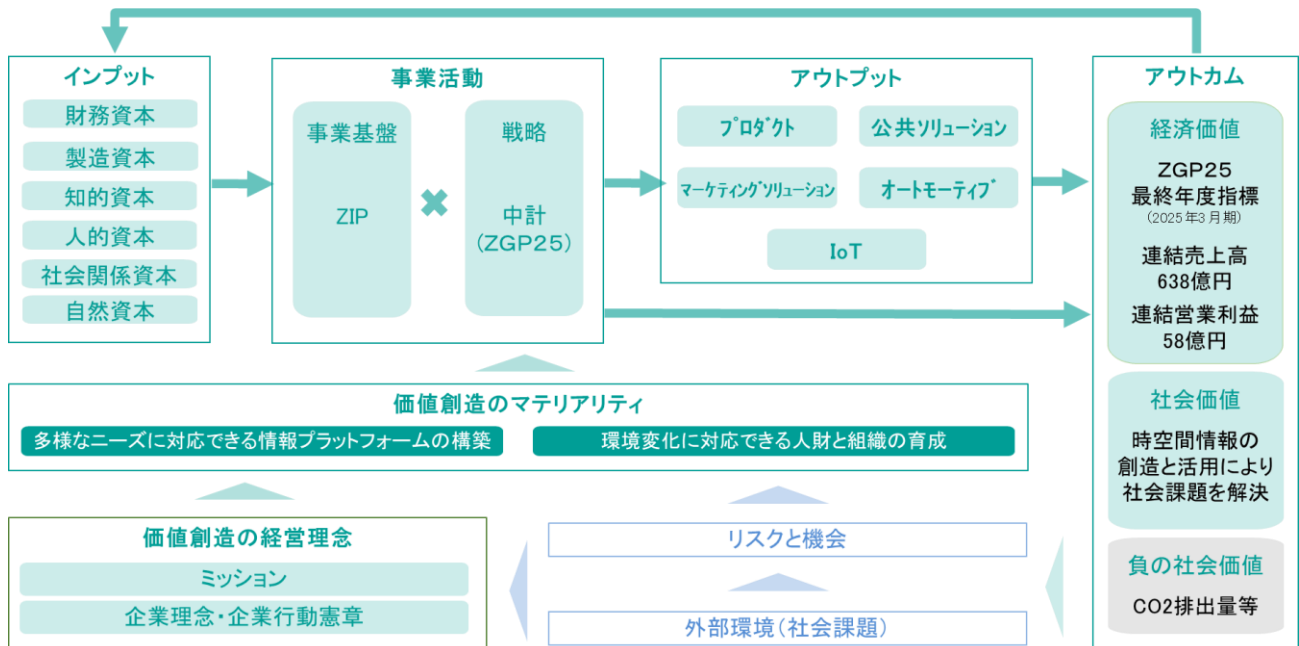 インプット
財務資本
製造資本
知的資本
人的資本
社会関係資本
自然資本
事業活動
事業基盤
ZIP
×
戦略
中計
(ZGP25)
アウトプット
プロダクト
公共ソリューション
マーケティングソリューション
オートモーティブ
IoT
アウトカム
経済価値
ZGP25
最終年度指標
(2025年3月期)
連結売上高
638億円
連結営業利益
58億円
社会価値
時空間情報の
創造と活用により
社会課題を解決
負の社会価値
CO2排出量等
価値創造のマテリアリティ
多様なニーズに対応できる情報プラットフォームの構築
環境変化に対応できる人財と組織の育成
価値創造の経営理念
ミッション
企業理念・企業行動憲章
リスクと機会
外部環境(社会課題)